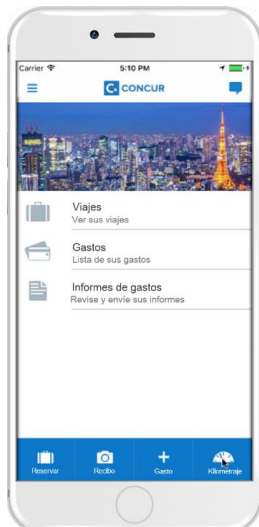 Carrier 5:10 PM
C. CONCUR
Viajes
Ver sus viajes
Gastos
Lista de sus gastos
Informes de gastos
Revise y envíe sus informes
Reservar Recibo Gasto Kilometraje